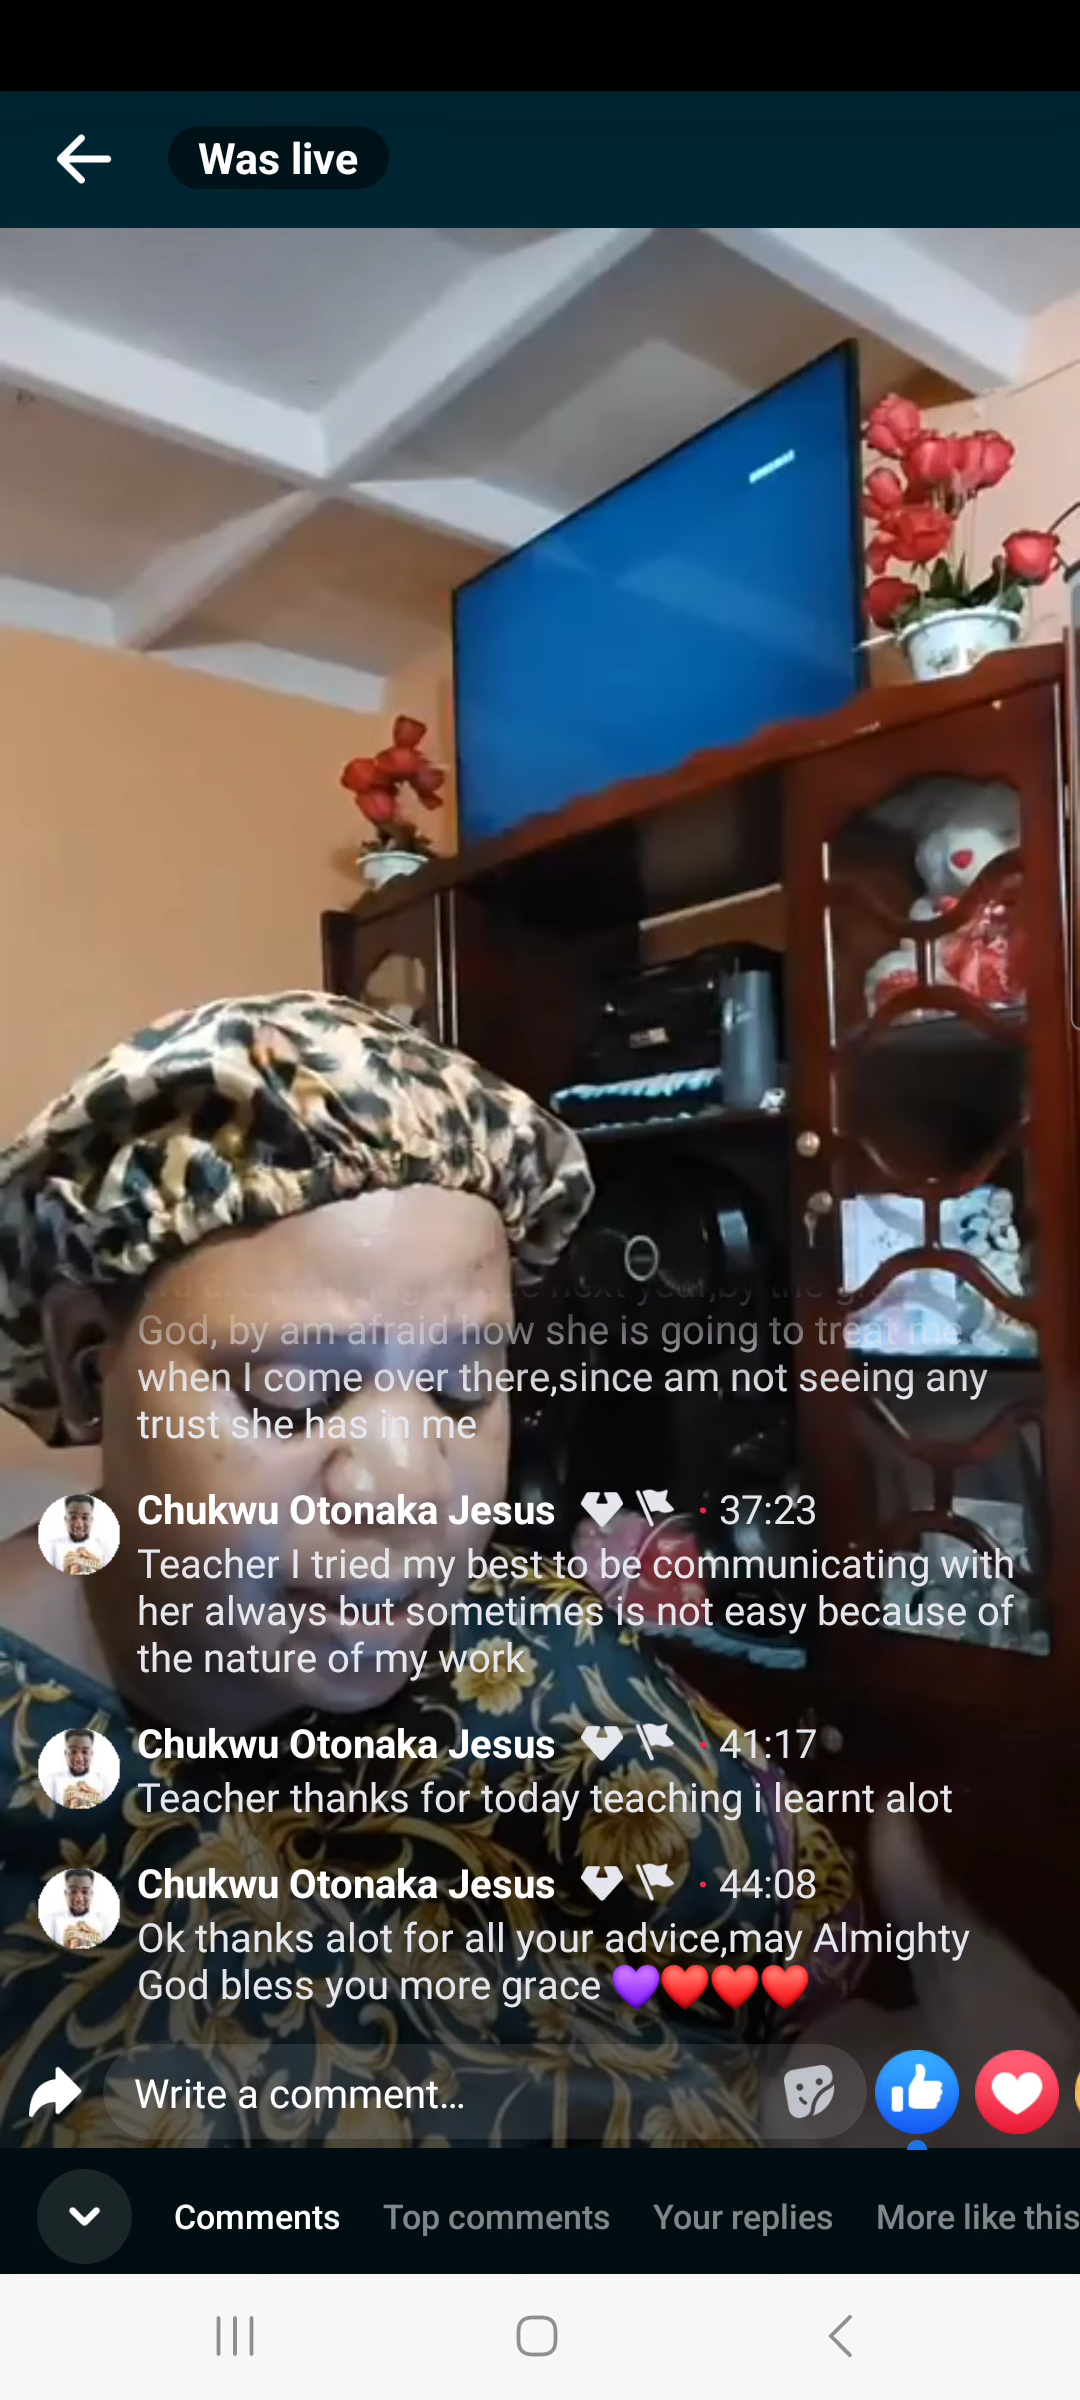 Was live
God, by am afraid how she is going to treat me
when I come over there,since am not seeing any
trust she has in me
Chukwu Otonaka Jesus · 37:23
Teacher I tried my best to be communicating with
her always but sometimes is not easy because of
the nature of my work
Chukwu Otonaka Jesus · 41:17
Teacher thanks for today teaching i learnt alot
Chukwu Otonaka Jesus · 44:08
Ok thanks alot for all your advice,may Almighty
God bless you more grace 💜❤️❤️❤️
Write a comment...
Comments Top comments Your replies More like this